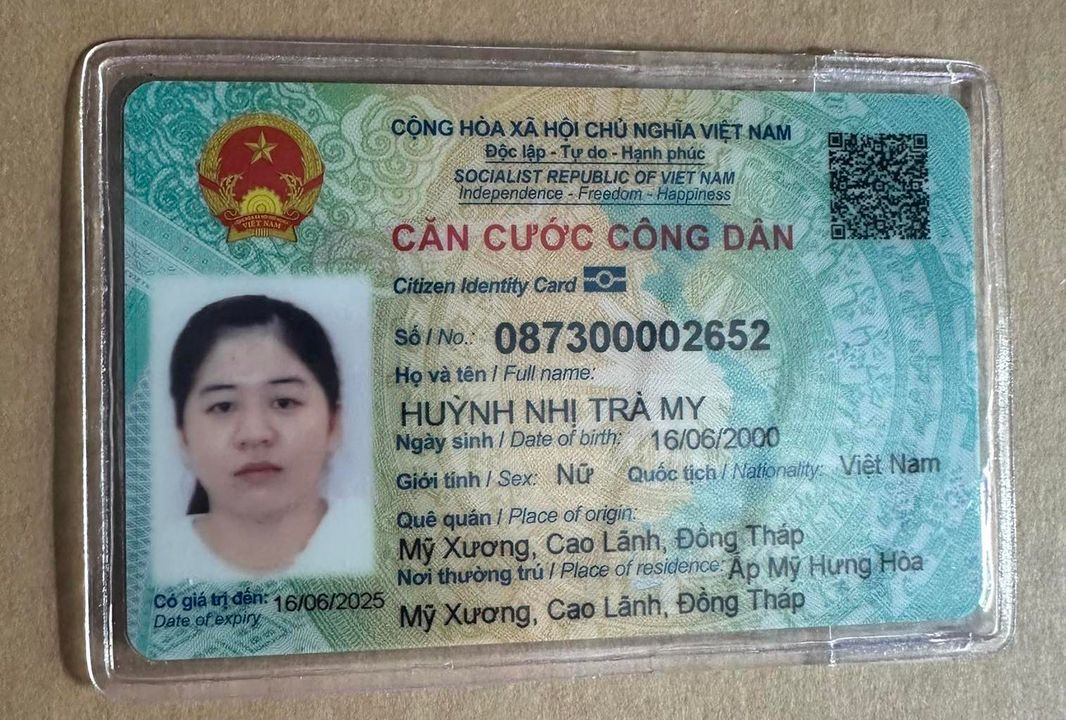 CỘNG HÒA XÃ HỘI CHỦ NGHĨA VIỆT NAM
Độc lập - Tự do - Hạnh phúc
SOCIALIST REPUBLIC OF VIET NAM
Independence - Freedom - Happiness
CĂN CƯỚC CÔNG DÂN
Citizen Identity Card
Số / No.: 087300002652
Họ và tên / Full name:
HUỲNH NHỊ TRÀ MY
Ngày sinh / Date of birth: 16/06/2000
Giới tính / Sex: Nữ Quốc tịch / Nationality: Việt Nam
Quê quán / Place of origin:
Mỹ Xương, Cao Lãnh, Đồng Tháp
Nơi thường trú / Place of residence: Ấp Mỹ Hưng Hòa
Mỹ Xương, Cao Lãnh, Đồng Tháp
Có giá trị đến: 16/06/2025
Date of expiry
VIỆT NAM